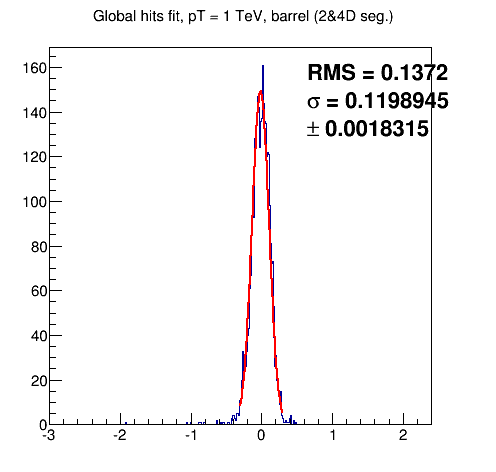 Global hits fit, pT = 1 TeV, barrel (2&4D seg.)
RMS = 0.1372
σ = 0.1198945
± 0.0018315
160
140
120
100
80
60
40
20
0
-3 -2 -1 0 1 2